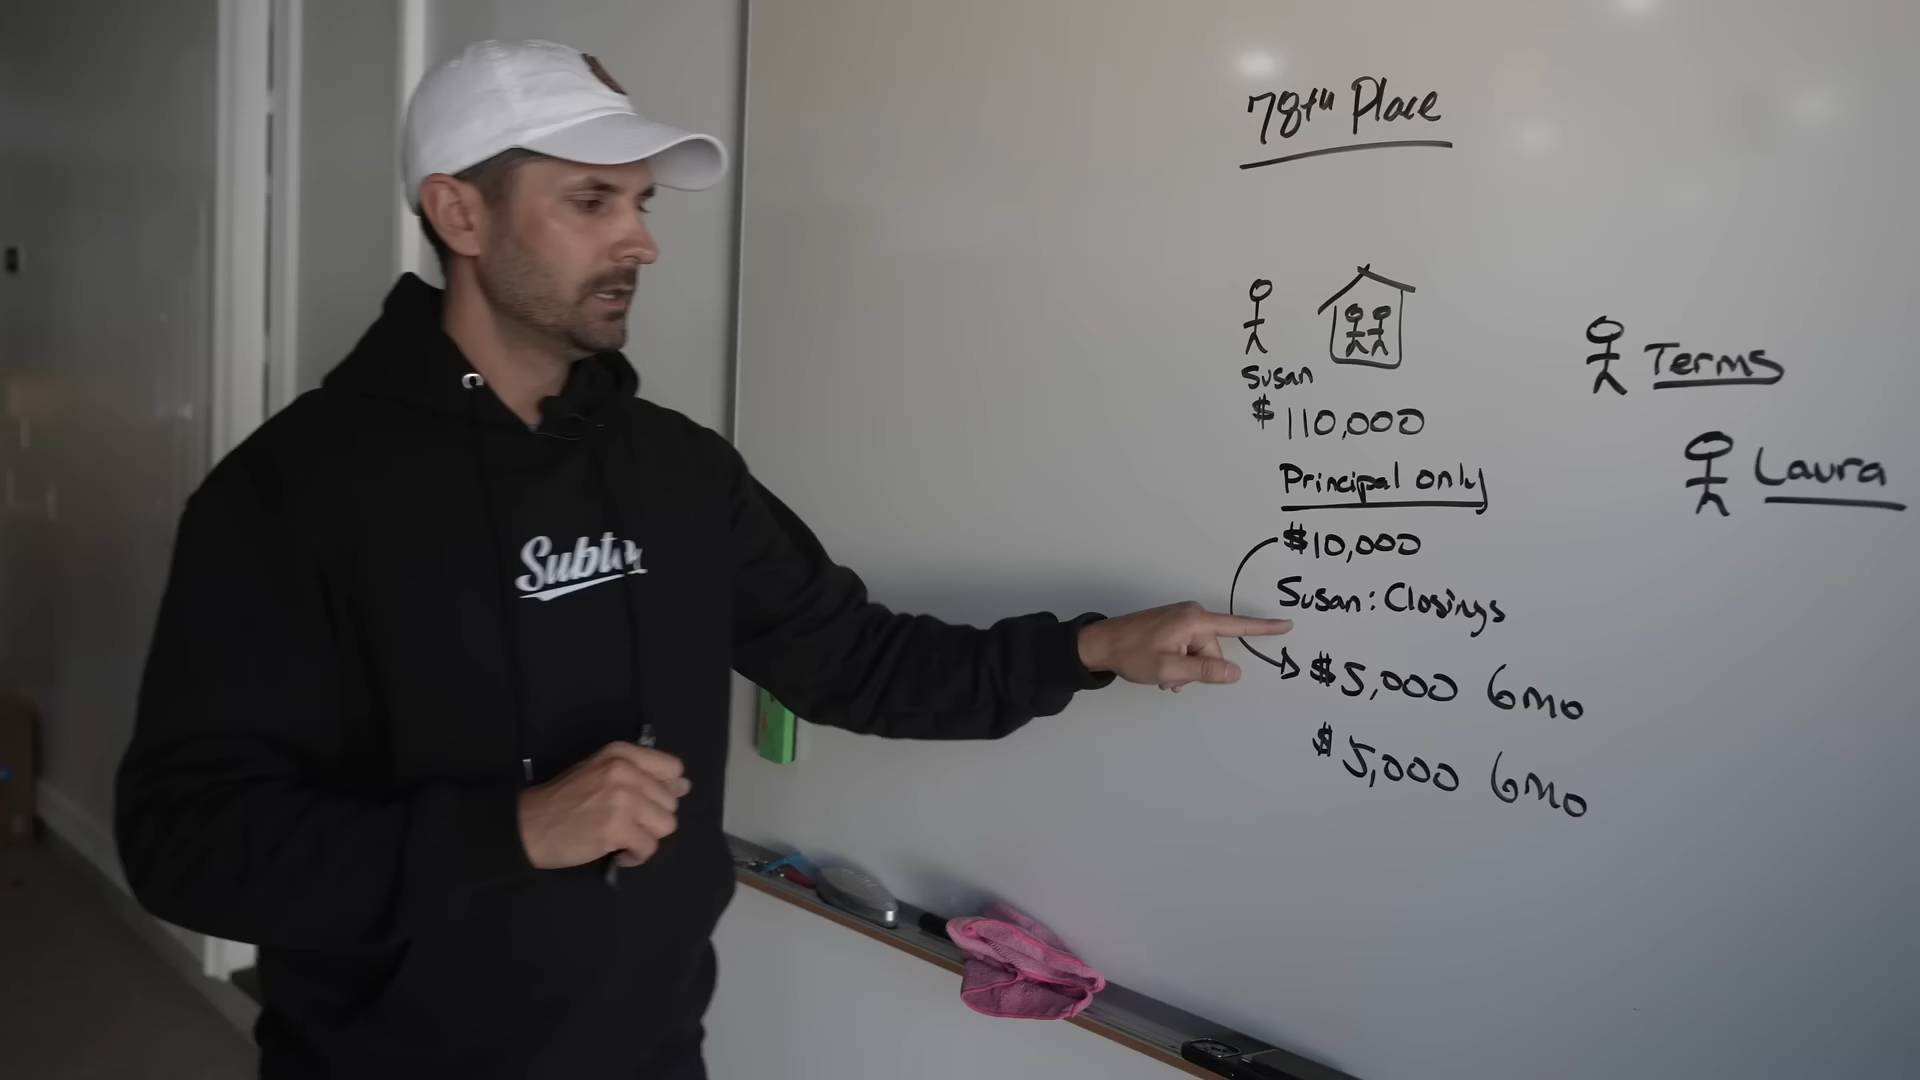 78th Place
Susan
$110,000
Principal only
$10,000
Susan: Closings
$5,000 6mo
$5,000 6mo
Terms
Laura